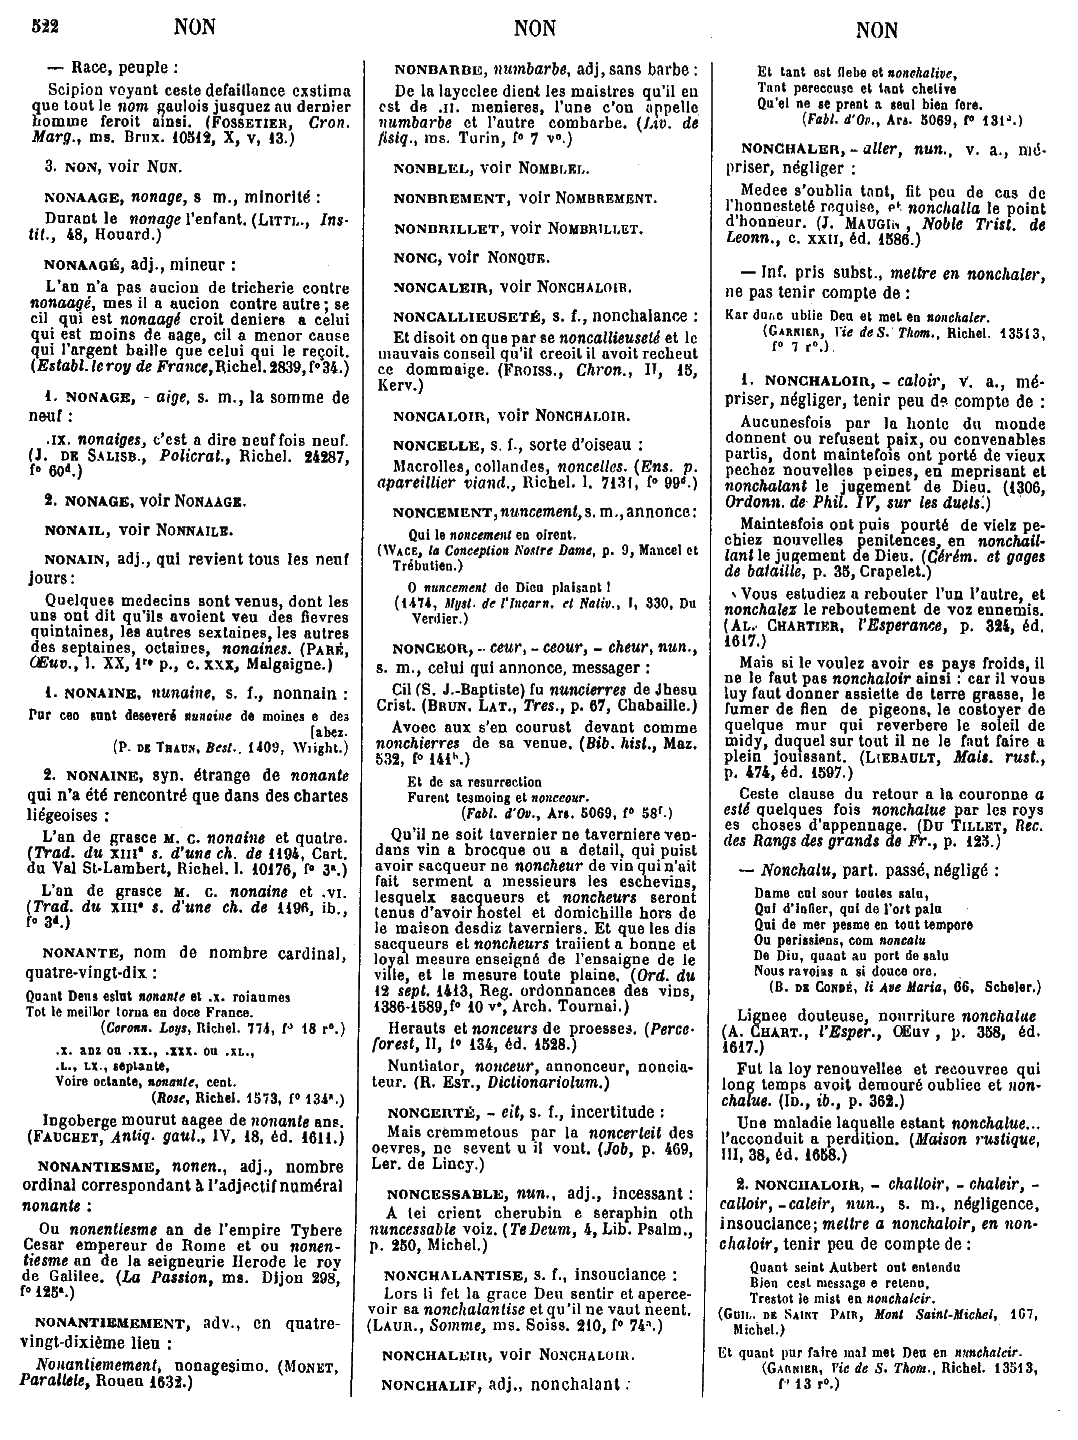 522 NON NON NON
— Race, peuple :
Scipion voyant ceste defaillance exstima
que tout le nom gaulois jusquez au dernier
homme feroit ainsi. (FOSSETIER, Cron.
Marg., ms. Brux. 10512, X, v, 13.)
3. NON, voir NUN.
NONAAGE, nonage, s m., minorité :
Durant le nonage l'enfant. (LITTL., Ins-
tit., 48, Houard.)
NONAAGÉ, adj., mineur :
L'an n'a pas aucion de tricherie contre
nonaagé, mes il a aucion contre autre ; se
cil qui est nonaagé croit deniers a celui
qui est moins de aage, cil a menor cause
qui l'argent baille que celui qui le reçoit.
(Establ. le roy de France, Richel. 2839, f° 34.)
1. NONAGE, - aige, s. m., la somme de
neuf :
.IX. nonaiges, c'est a dire neuf fois neuf.
(J. DE SALISB., Policrat., Richel. 24287,
f° 60d.)
2. NONAGE, voir NONAAGE.
NONAIL, voir NONNAILE.
NONAIN, adj., qui revient tous les neuf
jours :
Quelques medecins sont venus, dont les
uns ont dit qu'ils avoient veu des fievres
quintaines, les autres sextaines, les autres
des septaines, octaines, nonaines. (PARÉ,
Œuv., l. XX, 1re p., c. XXX, Malgaigne.)
1. NONAINE, nunaine, s. f., nonnain :
Pur ceo sunt deseveré nunaine de moines e des
[abez.
(P. DE THAUN, Best., 1409, Wright.)
2. NONAINE, syn. étrange de nonante
qui n'a été rencontré que dans des chartes
liégeoises :
L'an de grasce M. C. nonaine et quatre.
(Trad. du XIIIe s. d'une ch. de 1194, Cart.
du Val St-Lambert, Richel. l. 10176, f° 3a.)
L'an de grasce M. C. nonaine et .VI.
(Trad. du XIIIe s. d'une ch. de 1196, ib.,
f° 3d.)
NONANTE, nom de nombre cardinal,
quatre-vingt-dix :
Quant Deus eslut nonante et .X. roiaumes
Tot le meillor torna en doce France.
(Coronn. Loys, Richel. 774, f° 18 r°.)
.X. anz ou .XX., .XXX. ou .XL.,
.L., LX., septante,
Voire octante, nonante, cent.
(Rose, Richel. 1573, f° 134a.)
Ingoberge mourut aagee de nonante ans.
(FAUCHET, Antiq. gaul., IV, 18, éd. 1611.)
NONANTIESME, nonen., adj., nombre
ordinal correspondant à l'adjectif numéral
nonante :
Ou nonentiesme an de l'empire Tybere
Cesar empereur de Rome et ou nonen-
tiesme an de la seigneurie Herode le roy
de Galilee. (La Passion, ms. Dijon 298,
f° 125a.)
NONANTIEMEMENT, adv., en quatre-
vingt-dixième lieu :
Nonantiemement, nonagesimo. (MONET,
Parallele, Rouen 1632.)
NONBARBE, numbarbe, adj, sans barbe :
De la layeclee dient les maistres qu'il en
est de .II. menieres, l'une c'on appelle
numbarbe et l'autre combarbe. (Liv. de
fisiq., ms. Turin, f° 7 v°.)
NONBLEL, voir NOMBLEL.
NONBREMENT, voir NOMBREMENT.
NONBRILLET, voir NOMBRILLET.
NONC, voir NONQUE.
NONCALEIR, voir NONCHALOIR.
NONCALLIEUSETÉ, s. f., nonchalance :
Et disoit on que par se noncallieuseté et le
mauvais conseil qu'il creoit il avoit recheut
ce dommaige. (FROISS., Chron., II, 15,
Kerv.)
NONCALOIR, voir NONCHALOIR.
NONCELLE, s. f., sorte d'oiseau :
Macrolles, collandes, noncelles. (Ens. p.
apareillier viand., Richel. l. 7131, f° 99d.)
NONCEMENT, nuncement, s. m., annonce :
Qui le noncement en oirent.
(WACE, la Conception Nostre Dame, p. 9, Mancel et
Trébutien.)
O nuncement de Dieu plaisant !
(1474, Myst. de l'Incarn. et Nativ., I, 330, Du
Verdier.)
NONCEOR, - ceur, - ceour, - cheur, nun.,
s. m., celui qui annonce, messager :
Cil (S. J.-Baptiste) fu nuncierres de Jhesu
Crist. (BRUN. LAT., Tres., p. 67, Chabaille.)
Avoec aux s'en courust devant comme
nonchierres de sa venue. (Bib. hist., Maz.
532, f° 141b.)
Et de sa resurrection
Furent tesmoing et nonceour.
(Fabl. d'Ov., Ars. 5069, f° 58f.)
Qu'il ne soit tavernier ne taverniere ven-
dans vin a brocque ou a detail, qui puist
avoir sacqueur ne noncheur de vin qui n'ait
fait serment a messieurs les eschevins,
lesquelx sacqueurs et noncheurs seront
tenus d'avoir hostel et domichille hors de
le maison desdiz taverniers. Et que les dis
sacqueurs et noncheurs traiient a bonne et
loyal mesure enseigné de l'ensaigne de le
ville, et le mesure toute plaine. (Ord. du
12 sept. 1413, Reg. ordonnances des vins,
1386-1589, f° 10 v°, Arch. Tournai.)
Herauts et nonceurs de proesses. (Perce-
forest, II, f° 134, éd. 1528.)
Nuntiator, nonceur, annonceur, noncia-
teur. (R. EST., Dictionariolum.)
NONCERTÉ, - eit, s. f., incertitude :
Mais cremmetous par la noncerteit des
oevres, ne sevent u il vont. (Job, p. 469,
Ler. de Lincy.)
NONCESSABLE, nun., adj., incessant :
A tei crient cherubin e seraphin oth
nuncessable voiz. (Te Deum, 4, Lib. Psalm.,
p. 250, Michel.)
NONCHALANTISE, s. f., insouciance :
Lors li fet la grace Deu sentir et aperce-
voir sa nonchalantise et qu'il ne vaut neent.
(LAUR., Somme, ms. Soiss. 210, f° 74a.)
NONCHALEIR, voir NONCHALOIR.
NONCHALIF, adj., nonchalant :
Et tant est flebe et nonchalive,
Tant pereceuse et tant chetive
Qu'el ne se prent a seul bien fere.
(Fabl. d'Ov., Ars. 5069, f° 131d.)
NONCHALER, - aller, nun., v. a., mé-
priser, négliger :
Medee s'oublia tant, fit peu de cas de
l'honnesteté requise, et nonchalla le point
d'honneur. (J. MAUGIN, Noble Trist. de
Leonn., c. XXII, éd. 1586.)
— Inf. pris subst., mettre en nonchaler,
ne pas tenir compte de :
Kar dunc ublie Deu et met en nonchaler.
(GARNIER, Vie de S. Thom., Richel. 13513,
f° 7 r°.)
1. NONCHALOIR, - caloir, v. a., mé-
priser, négliger, tenir peu de compte de :
Aucunesfois par la honte du monde
donnent ou refusent paix, ou convenables
partis, dont maintefois ont porté de vieux
pechez nouvelles peines, en meprisant et
nonchalant le jugement de Dieu. (1306,
Ordonn. de Phil. IV, sur les duels.)
Maintesfois ont puis pourté de vielz pe-
chiez nouvelles penitences, en nonchail-
lant le jugement de Dieu. (Cérém. et gages
de bataille, p. 35, Crapelet.)
Vous estudiez a rebouter l'un l'autre, et
nonchalez le reboutement de voz ennemis.
(AL. CHARTIER, l'Esperance, p. 324, éd.
1617.)
Mais si le voulez avoir es pays froids, il
ne le faut pas nonchaloir ainsi : car il vous
luy faut donner assiette de terre grasse, le
fumer de fien de pigeons, le costoyer de
quelque mur qui reverbere le soleil de
midy, duquel sur tout il ne le faut faire a
plein jouissant. (LIEBAULT, Mais. rust.,
p. 474, éd. 1597.)
Ceste clause du retour a la couronne a
esté quelques fois nonchalue par les roys
es choses d'appennage. (DU TILLET, Rec.
des Rangs des grands de Fr., p. 123.)
— Nonchalu, part. passé, négligé :
Dame cui sour toutes salu,
Qui d'infier, qui de l'ort palu
Qui de mer pesme en tout tempore
Ou perissiens, com noncalu
De Diu, quant au port de salu
Nous ravoias a si douce ore.
(B. DE CONDÉ, li Ave Maria, 66, Scheler.)
Lignee douteuse, nourriture nonchalue
(A. CHART., l'Esper., Œuv , p. 358, éd.
1617.)
Fut la loy renouvellee et recouvree qui
long temps avoit demouré oubliee et non-
chalue. (ID., ib., p. 362.)
Une maladie laquelle estant nonchalue...
l'acconduit a perdition. (Maison rustique,
III, 38, éd. 1658.)
2. NONCHALOIR, - challoir, - chaleir, -
calloir, - caleir, nun., s. m., négligence,
insouciance ; mettre a nonchaloir, en non-
chaloir, tenir peu de compte de :
Quant seint Autbert out entendu
Bien cest message e retenu,
Trestot le mist en nonchaleir.
(GUIL. DE SAINT PAIR, Mont Saint-Michel, 167,
Michel.)
Et quant pur faire mal met Deu en nunchaleir.
(GARNIER, Vie de S. Thom., Richel. 13513,
f° 13 r°.)